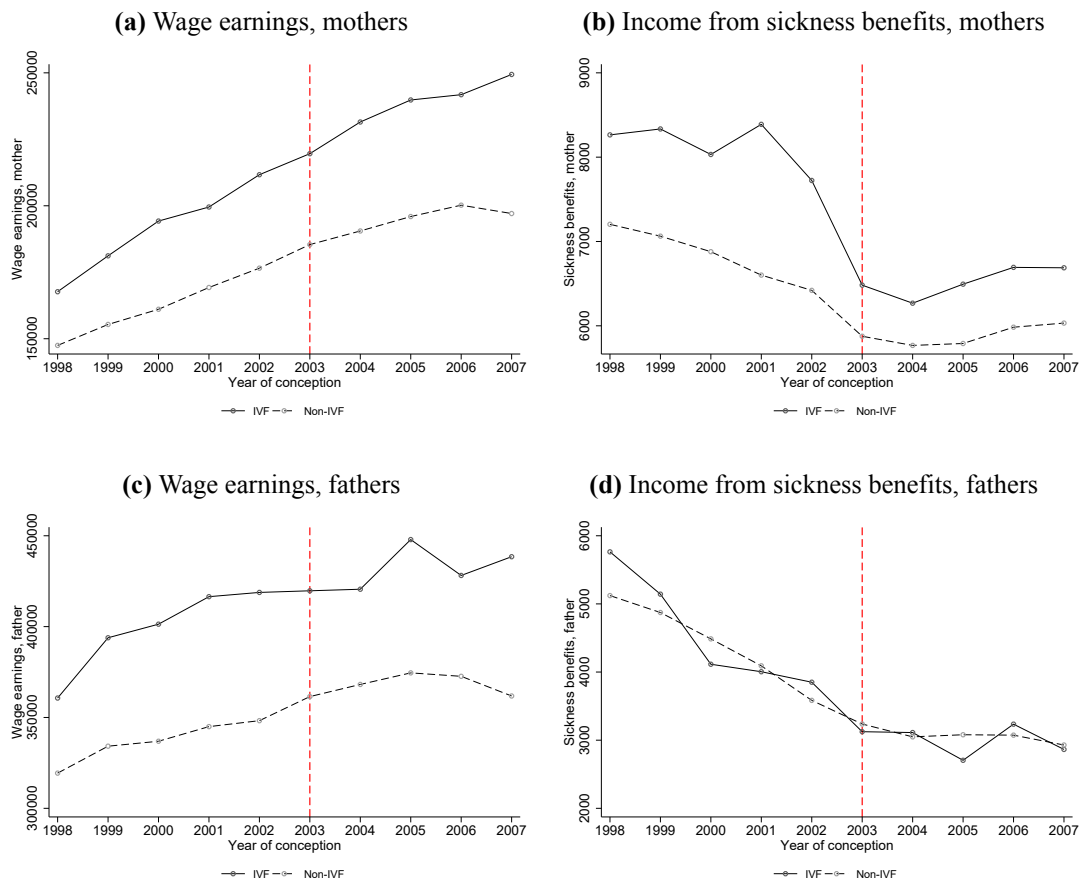 (a) Wage earnings, mothers
Wage earnings, mother
250000
200000
150000
1998 1999 2000 2001 2002 2003 2004 2005 2006 2007
Year of conception
IVF Non-IVF
(b) Income from sickness benefits, mothers
Sickness benefits, mother
9000
8000
7000
6000
1998 1999 2000 2001 2002 2003 2004 2005 2006 2007
Year of conception
IVF Non-IVF
(c) Wage earnings, fathers
Wage earnings, father
450000
400000
350000
300000
1998 1999 2000 2001 2002 2003 2004 2005 2006 2007
Year of conception
IVF Non-IVF
(d) Income from sickness benefits, fathers
Sickness benefits, father
6000
5000
4000
3000
2000
1998 1999 2000 2001 2002 2003 2004 2005 2006 2007
Year of conception
IVF Non-IVF